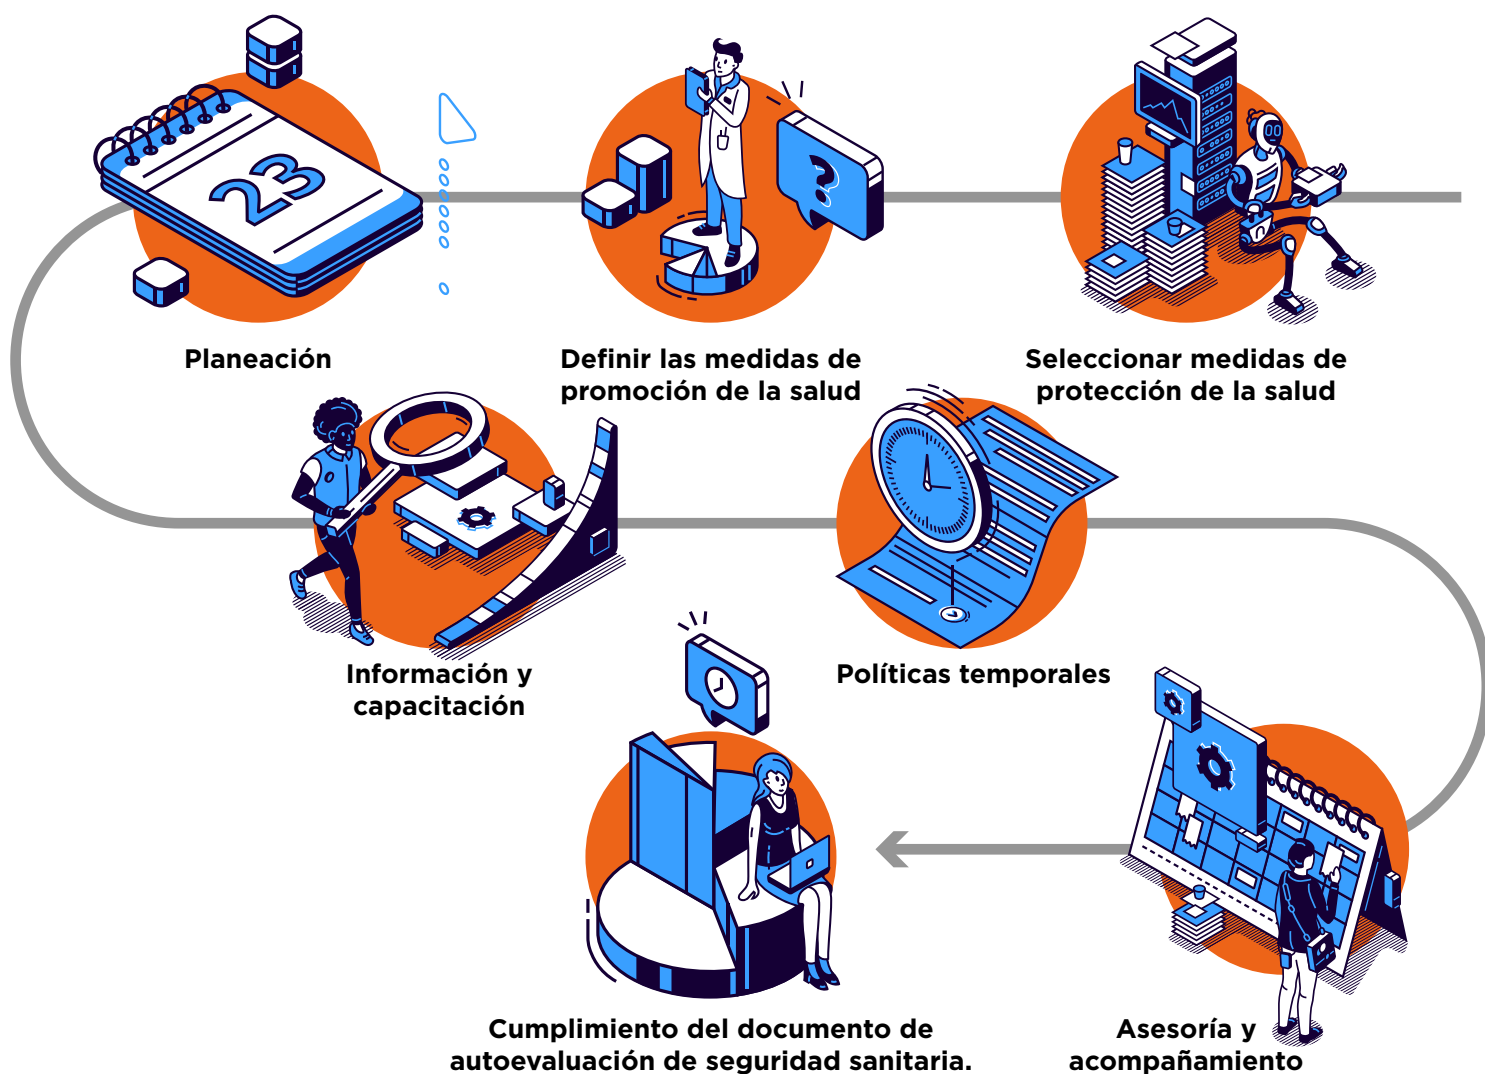 23
?
Planeación
Definir las medidas de
promoción de la salud
Seleccionar medidas de
protección de la salud
Información y
capacitación
Políticas temporales
Cumplimiento del documento de
autoevaluación de seguridad sanitaria.
Asesoría y
acompañamiento